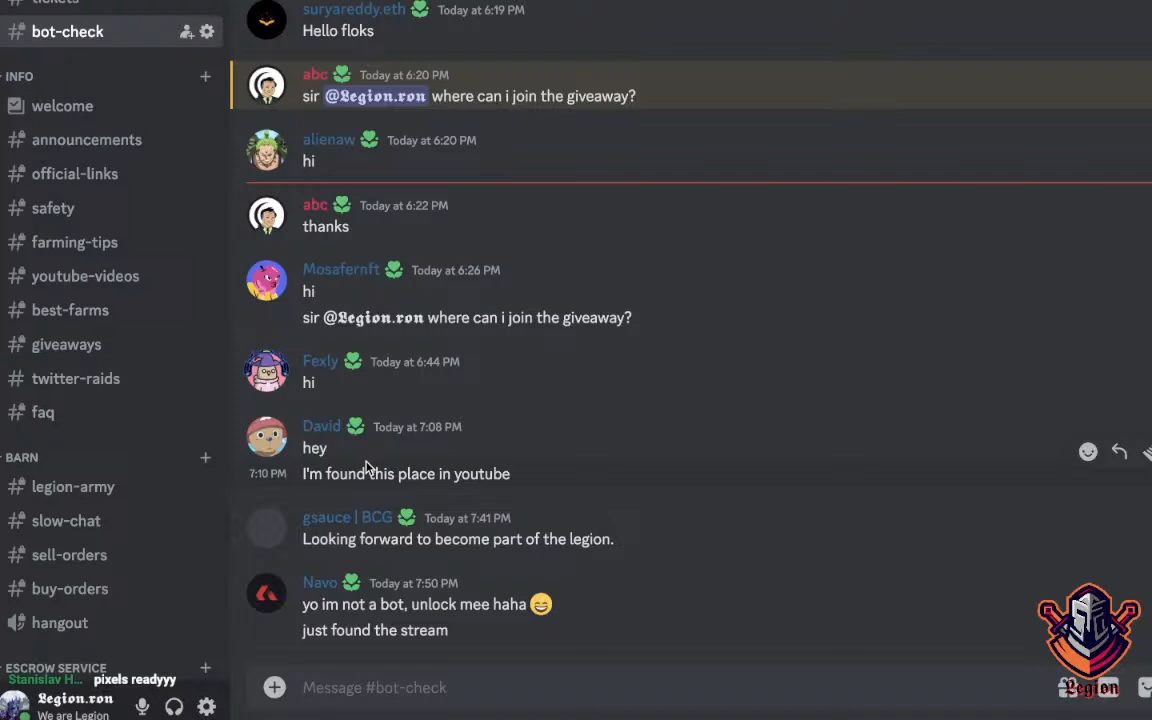 tickets
bot-check
INFO
welcome
announcements
official-links
safety
farming-tips
youtube-videos
best-farms
giveaways
twitter-raids
faq
BARN
legion-army
slow-chat
sell-orders
buy-orders
hangout
ESCROW SERVICE
Stanislav H... pixels readyyy
𝕷𝖊𝖌𝖎𝖔𝖓.𝖗𝖔𝖓
We are Legion
suryareddy.eth Today at 6:19 PM
Hello floks
abc Today at 6:20 PM
sir @𝕷𝖊𝖌𝖎𝖔𝖓.𝖗𝖔𝖓 where can i join the giveaway?
alienaw Today at 6:20 PM
hi
abc Today at 6:22 PM
thanks
Mosafernft Today at 6:26 PM
hi
sir @𝕷𝖊𝖌𝖎𝖔𝖓.𝖗𝖔𝖓 where can i join the giveaway?
Fexly Today at 6:44 PM
hi
David Today at 7:08 PM
hey
7:10 PM I'm found this place in youtube
gsauce | BCG Today at 7:41 PM
Looking forward to become part of the legion.
Navo Today at 7:50 PM
yo im not a bot, unlock mee haha 😄
just found the stream
Message #bot-check
Legion